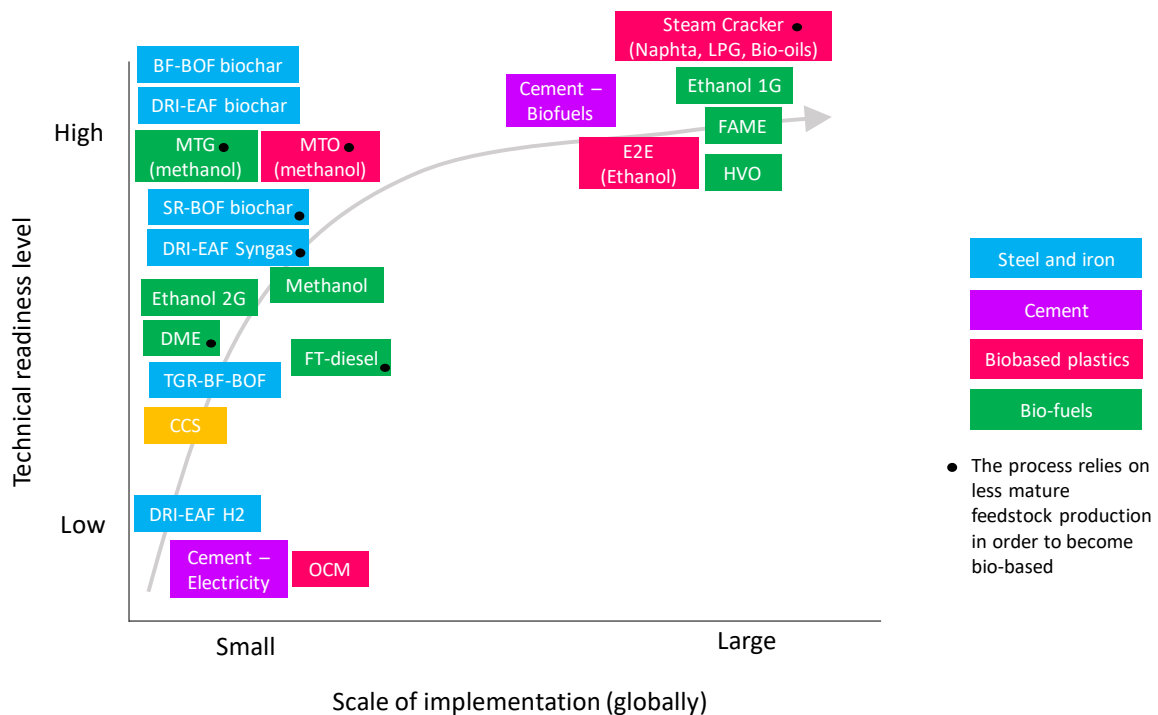 Steam Cracker
(Naphta, LPG, Bio-oils)
BF-BOF biochar
Cement –
Biofuels
Ethanol 1G
DRI-EAF biochar
High
FAME
MTG
(methanol)
MTO
(methanol)
E2E
(Ethanol)
HVO
SR-BOF biochar
DRI-EAF Syngas
Methanol
Ethanol 2G
DME
FT-diesel
TGR-BF-BOF
CCS
Low
DRI-EAF H2
Cement –
Electricity
OCM
Technical readiness level
Small
Large
Scale of implementation (globally)
Steel and iron
Cement
Biobased plastics
Bio-fuels
● The process relies on
less mature
feedstock production
in order to become
bio-based